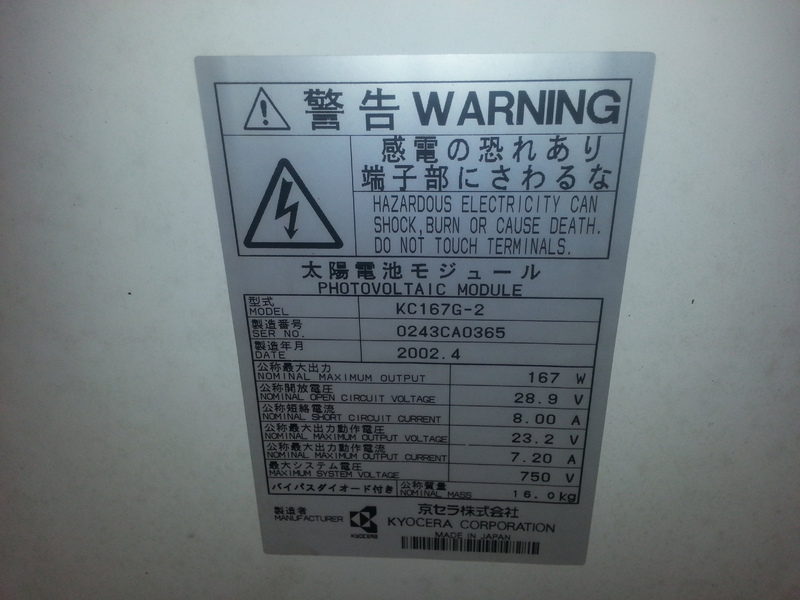 警告 WARNING
感電の恐れあり
端子部にさわるな
HAZARDOUS ELECTRICITY CAN
SHOCK,BURN OR CAUSE DEATH.
DO NOT TOUCH TERMINALS.
太陽電池モジュール
PHOTOVOLTAIC MODULE
型式
MODEL KC167G-2
製造番号
SER NO. 0243CA0365
製造年月
DATE 2002.4
公称最大出力
NOMINAL MAXIMUM OUTPUT 167 W
公称開放電圧
NOMINAL OPEN CIRCUIT VOLTAGE 28.9 V
公称短絡電流
NOMINAL SHORT CIRCUIT CURRENT 8.00 A
公称最大出力動作電圧
NOMINAL MAXIMUM OUTPUT VOLTAGE 23.2 V
公称最大出力動作電流
NOMINAL MAXIMUM OUTPUT CURRENT 7.20 A
最大システム電圧
MAXIMUM SYSTEM VOLTAGE 750 V
バイパスダイオード付き 公称質量
NOMINAL MASS 16.0kg
製造者
MANUFACTURER
KYOCERA
京セラ株式会社
KYOCERA CORPORATION
MADE IN JAPAN